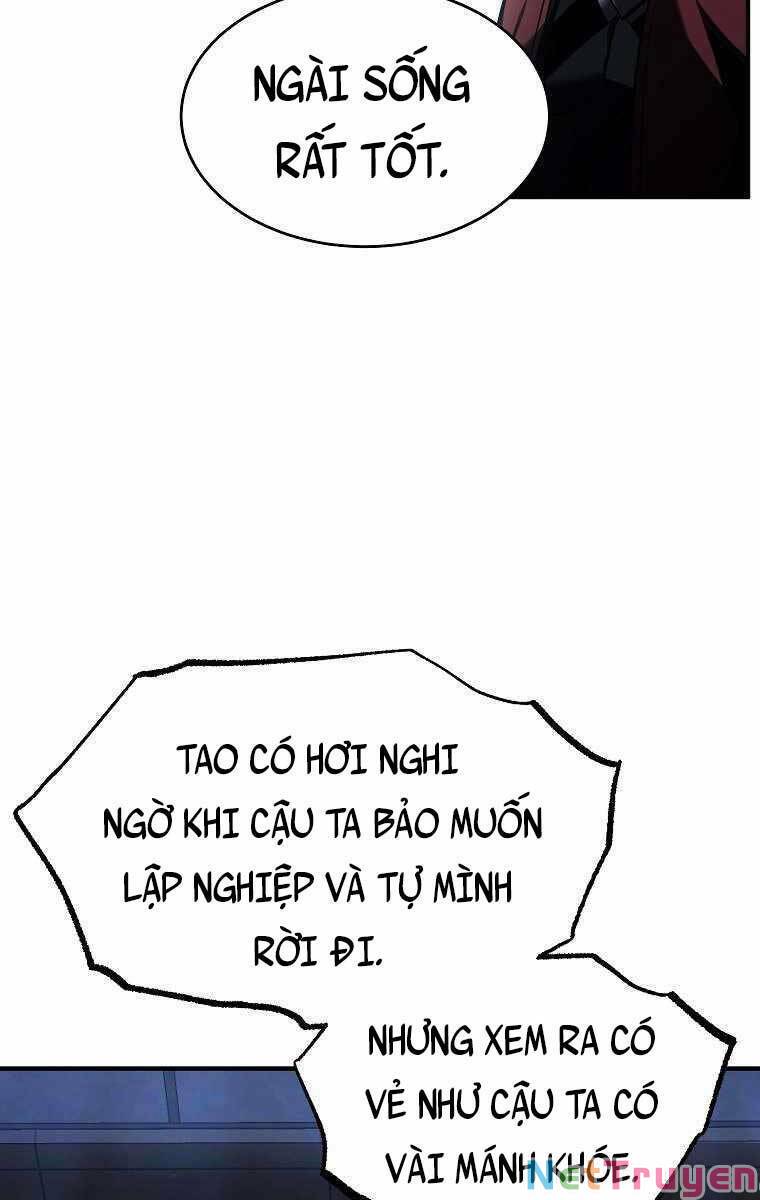 NGÀI SỐNG
RẤT TỐT.
TAO CÓ HƠI NGHI
NGỜ KHI CẬU TA BẢO MUỐN
LẬP NGHIỆP VÀ TỰ MÌNH
RỜI ĐI.
NHƯNG XEM RA CÓ
VẺ NHƯ CẬU TA CÓ
VÀI MÁNH KHÓE.
NetTruyen